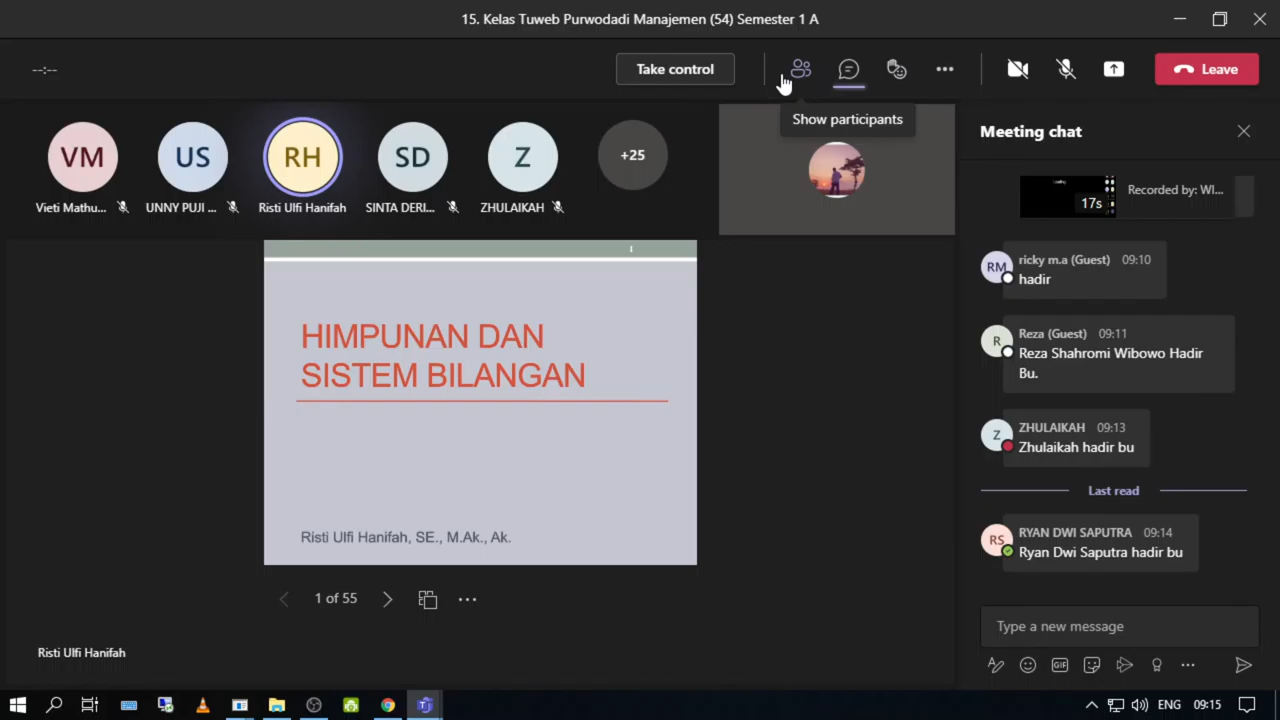 15. Kelas Tuweb Purwodadi Manajemen (54) Semester 1 A
--:--
Take control
Leave
Show participants
VM
US
RH
SD
Z
+25
Vieti Mathu...
UNNY PUJI ...
Risti Ulfi Hanifah
SINTA DERI...
ZHULAIKAH
1
HIMPUNAN DAN
SISTEM BILANGAN
Risti Ulfi Hanifah, SE., M.Ak., Ak.
1 of 55
Risti Ulfi Hanifah
Meeting chat
17s
Recorded by: WI...
RM
ricky m.a (Guest) 09:10
hadir
R
Reza (Guest) 09:11
Reza Shahromi Wibowo Hadir
Bu.
Z
ZHULAIKAH 09:13
Zhulaikah hadir bu
Last read
RS
RYAN DWI SAPUTRA 09:14
Ryan Dwi Saputra hadir bu
Type a new message
GIF
ENG
09:15